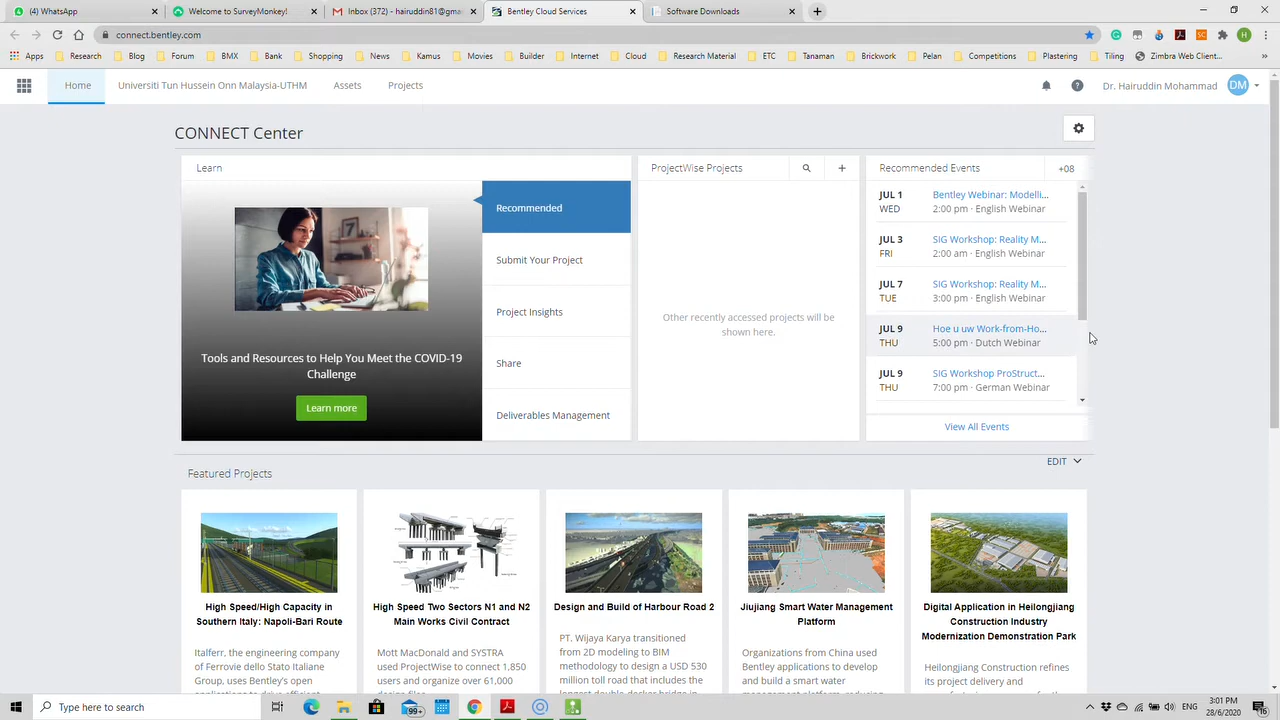 (4) WhatsApp
Welcome to SurveyMonkey!
Inbox (372) - hairuddin81@gma
Bentley Cloud Services
Software Downloads
connect.bentley.com
Apps
Research
Blog
Forum
BMX
Bank
Shopping
News
Kamus
Movies
Builder
Internet
Cloud
Research Material
ETC
Tanaman
Brickwork
Pelan
Competitions
Plastering
Tiling
Zimbra Web Client...
Home
Universiti Tun Hussein Onn Malaysia-UTHM
Assets
Projects
Dr. Hairuddin Mohammad
DM
CONNECT Center
Learn
Recommended
Submit Your Project
Project Insights
Share
Deliverables Management
Tools and Resources to Help You Meet the COVID-19
Challenge
Learn more
ProjectWise Projects
Other recently accessed projects will
be shown here.
Recommended Events
+08
JUL 1 Bentley Webinar: Modelli...
WED 2:00 pm · English Webinar
JUL 3 SIG Workshop: Reality M...
FRI 2:00 am · English Webinar
JUL 7 SIG Workshop: Reality M...
TUE 3:00 pm · English Webinar
JUL 9 Hoe u uw Work-from-Ho...
THU 5:00 pm · Dutch Webinar
JUL 9 SIG Workshop ProStruct...
THU 7:00 pm · German Webinar
View All Events
EDIT
Featured Projects
High Speed/High Capacity in
Southern Italy: Napoli-Bari Route
Italferr, the engineering company
of Ferrovie dello Stato Italiane
Group, uses Bentley's open
High Speed Two Sectors N1 and N2
Main Works Civil Contract
Mott MacDonald and SYSTRA
used ProjectWise to connect 1,850
users and organize over 61,000
Design and Build of Harbour Road 2
PT. Wijaya Karya transitioned
from 2D modeling to BIM
methodology to design a USD 530
million toll road that includes the
Jiujiang Smart Water Management
Platform
Organizations from China used
Bentley applications to develop
and build a smart water
Digital Application in Heilongjiang
Construction Industry
Modernization Demonstration Park
Heilongjiang Construction refines
its project delivery and
Type here to search
99+
ENG
3:01 PM
28/6/2020
16